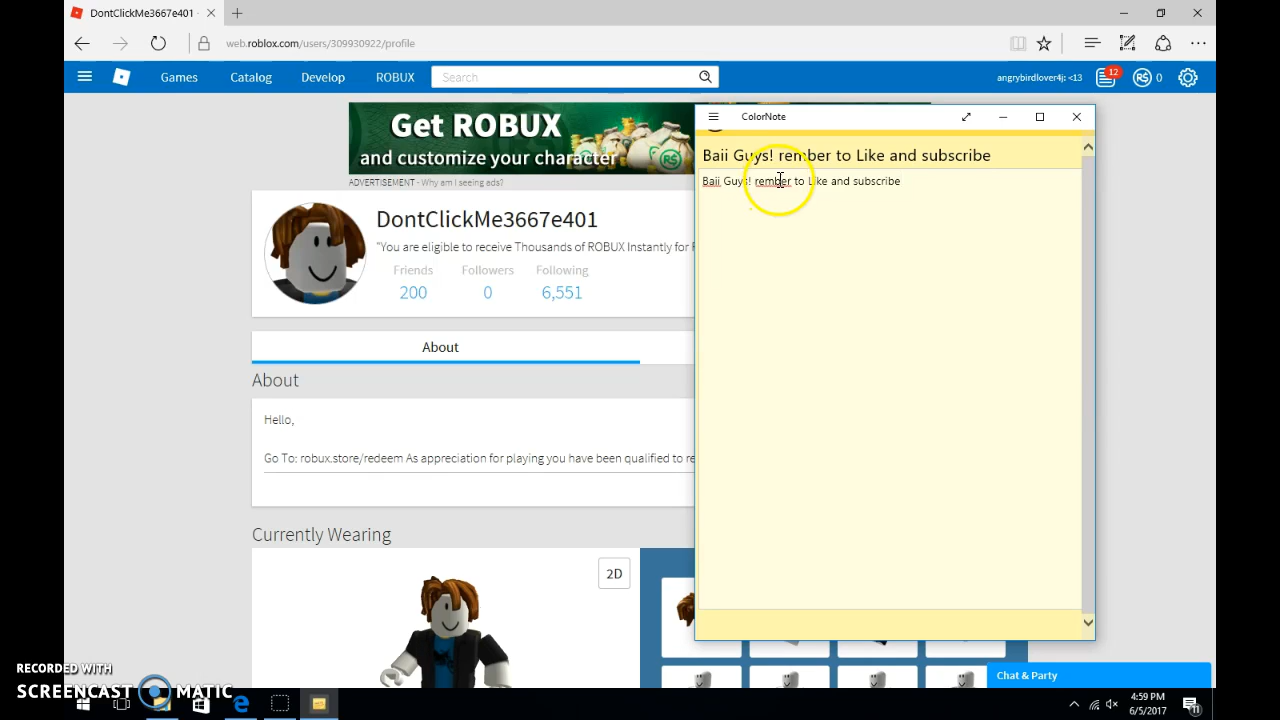 DontClickMe3667e401 -
web.roblox.com/users/309930922/profile
Games Catalog Develop ROBUX Search angrybirdlover4j: <13 12 R$ 0
Get ROBUX
and customize your character
R$
ADVERTISEMENT - Why am I seeing ads?
DontClickMe3667e401
"You are eligible to receive Thousands of ROBUX Instantly for F
Friends Followers Following
200 0 6,551
About
About
Hello,
Go To: robux.store/redeem As appreciation for playing you have been qualified to re
Currently Wearing
2D
ColorNote
Baii Guys! rember to Like and subscribe
Baii Guys! rember to Like and subscribe
Chat & Party
RECORDED WITH
SCREENCAST MATIC
4:59 PM
6/5/2017